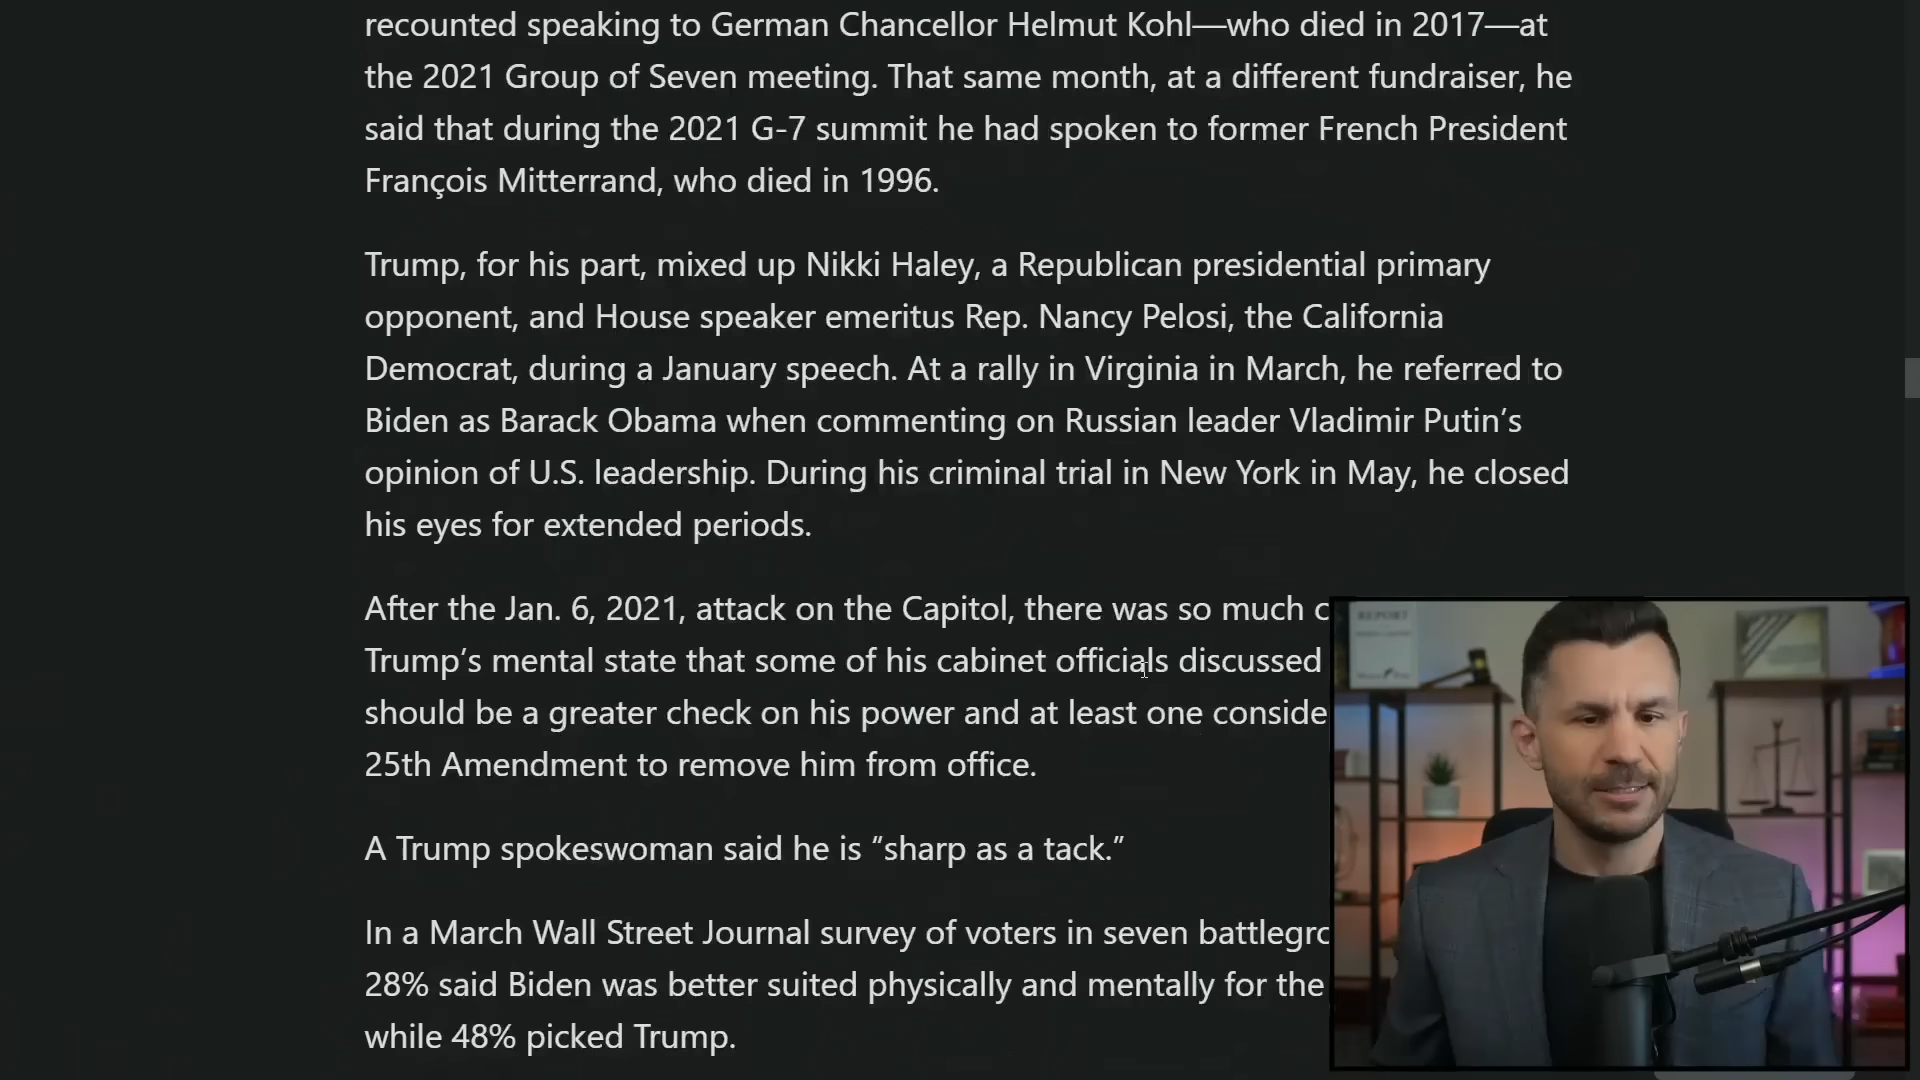 recounted speaking to German Chancellor Helmut Kohl—who died in 2017—at
the 2021 Group of Seven meeting. That same month, at a different fundraiser, he
said that during the 2021 G-7 summit he had spoken to former French President
François Mitterrand, who died in 1996.
Trump, for his part, mixed up Nikki Haley, a Republican presidential primary
opponent, and House speaker emeritus Rep. Nancy Pelosi, the California
Democrat, during a January speech. At a rally in Virginia in March, he referred to
Biden as Barack Obama when commenting on Russian leader Vladimir Putin’s
opinion of U.S. leadership. During his criminal trial in New York in May, he closed
his eyes for extended periods.
After the Jan. 6, 2021, attack on the Capitol, there was so much c
Trump’s mental state that some of his cabinet officials discussed
should be a greater check on his power and at least one conside
25th Amendment to remove him from office.
A Trump spokeswoman said he is “sharp as a tack.”
In a March Wall Street Journal survey of voters in seven battlegro
28% said Biden was better suited physically and mentally for the
while 48% picked Trump.
REPORT